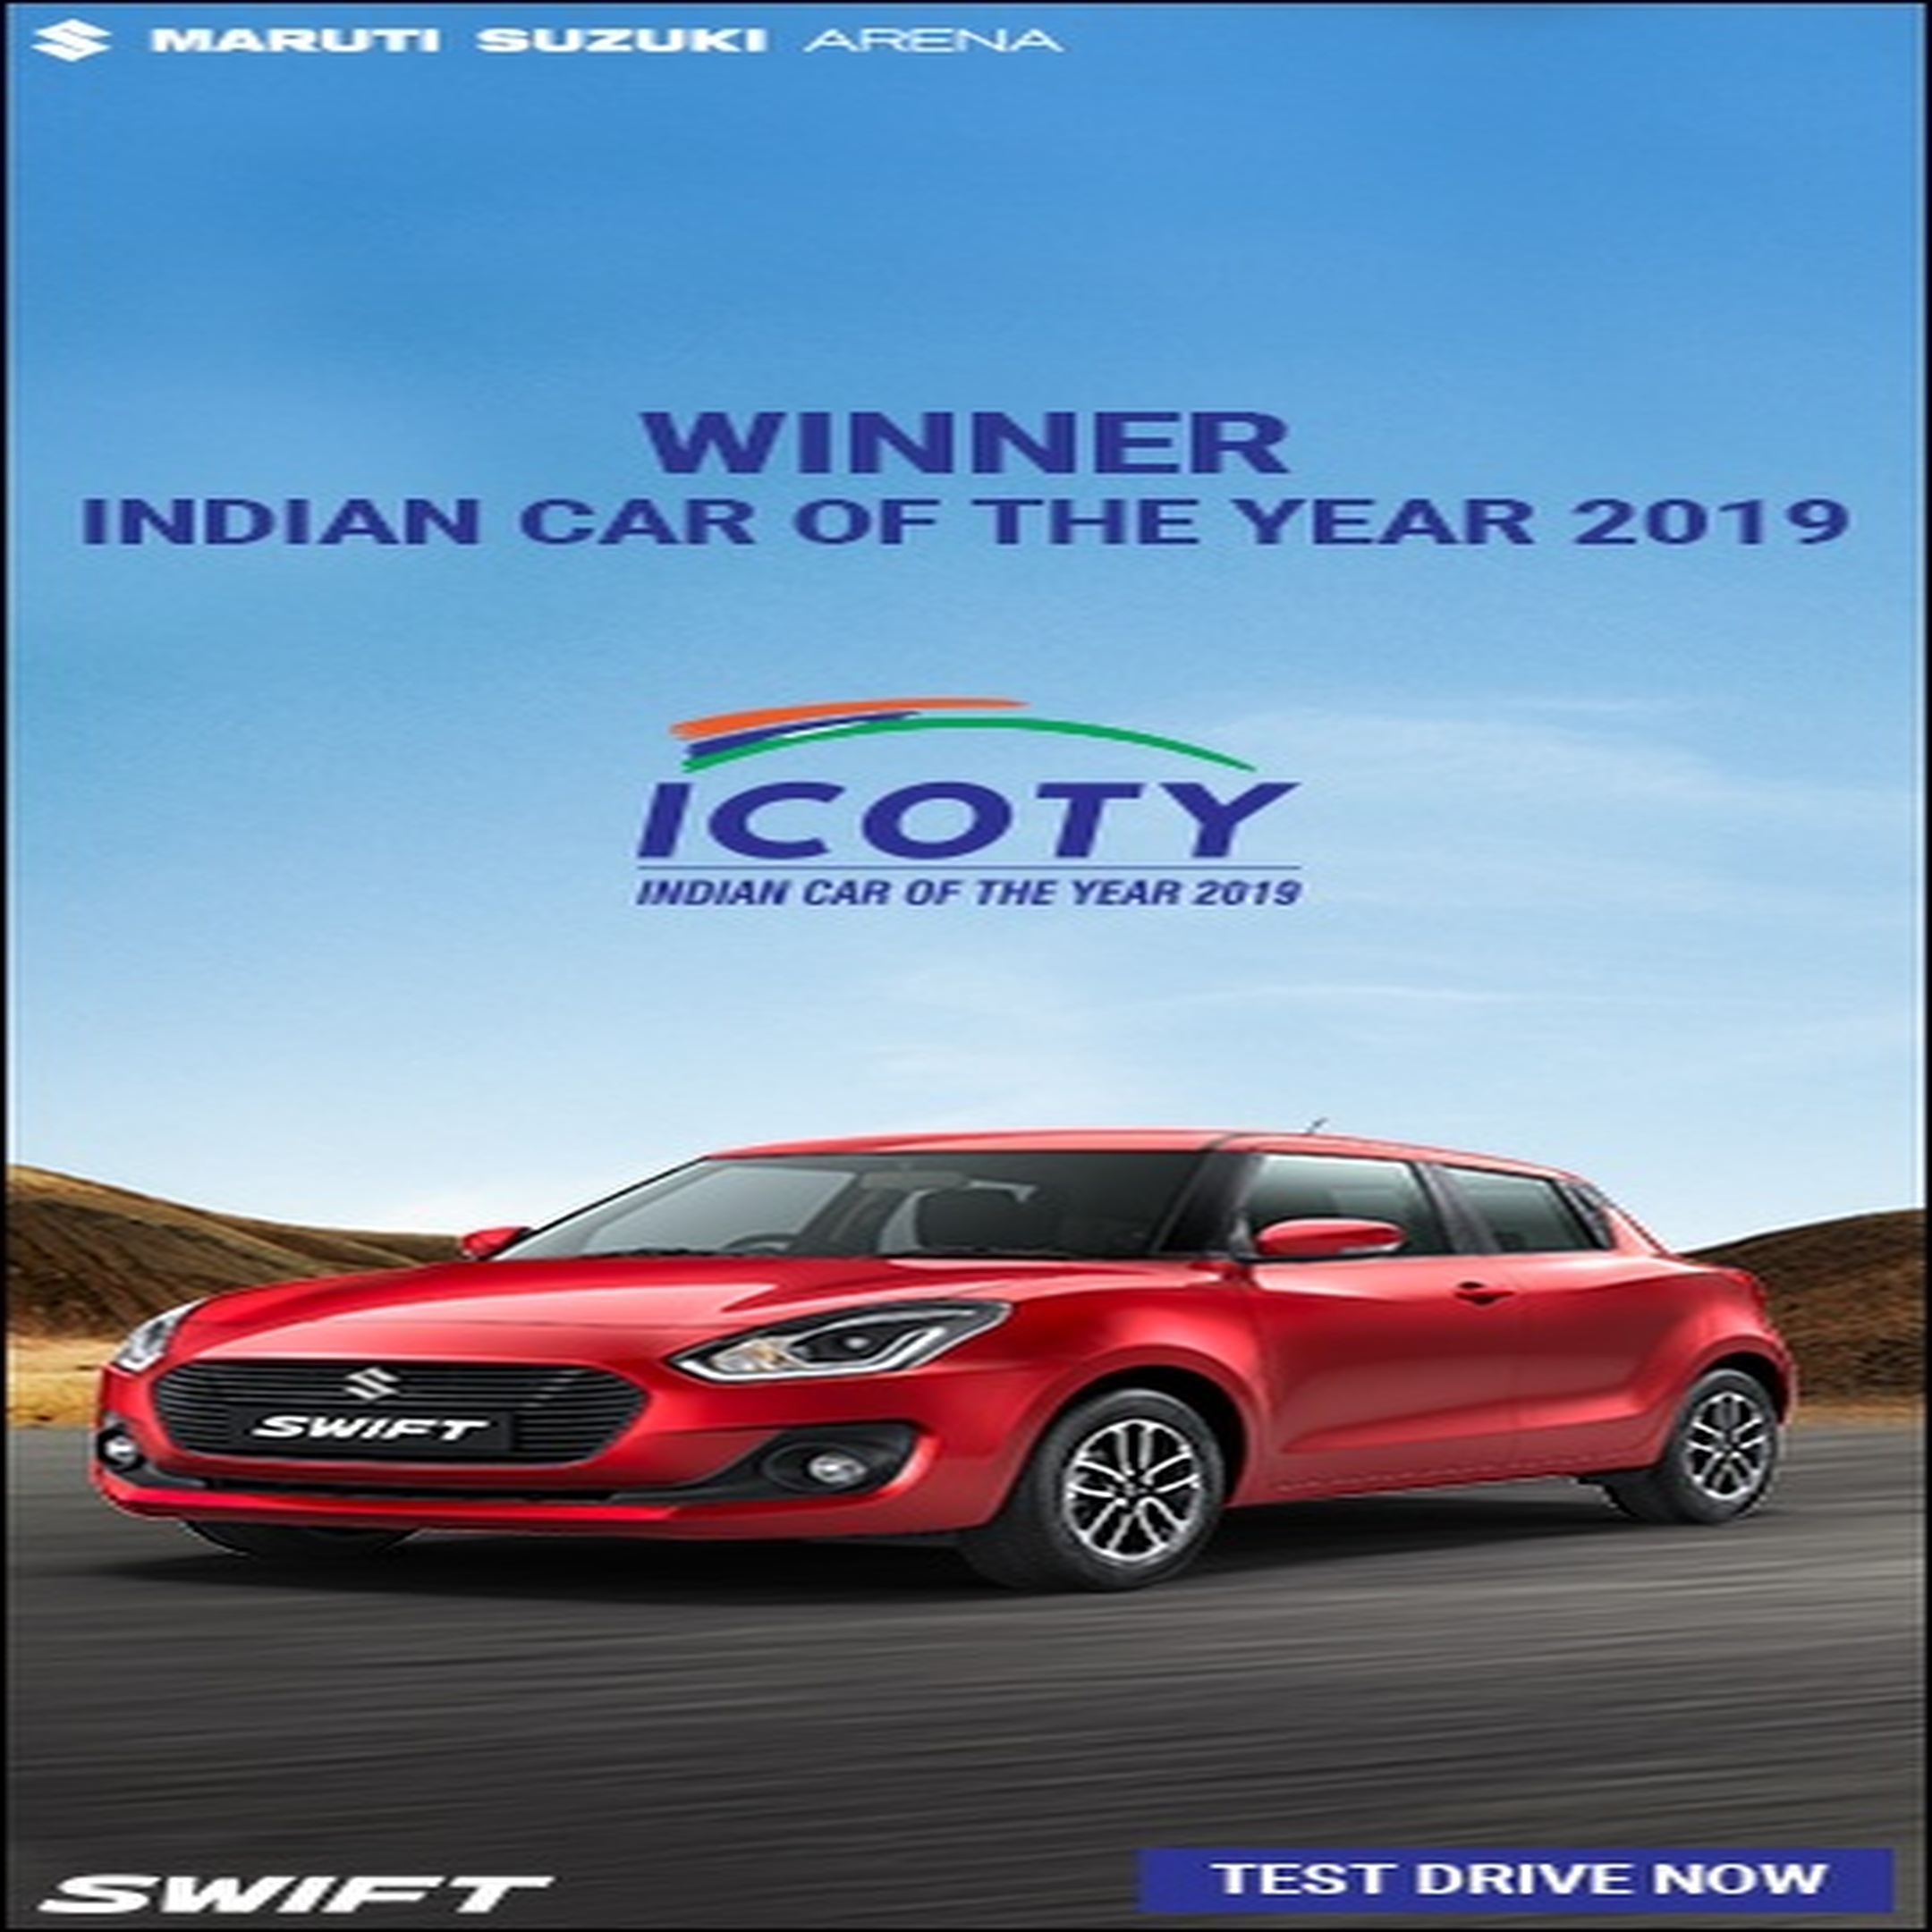 MARUTI SUZUKI ARENA
WINNER
INDIAN CAR OF THE YEAR 2019
ICOTY
INDIAN CAR OF THE YEAR 2019
SWIFT
SWIFT
TEST DRIVE NOW